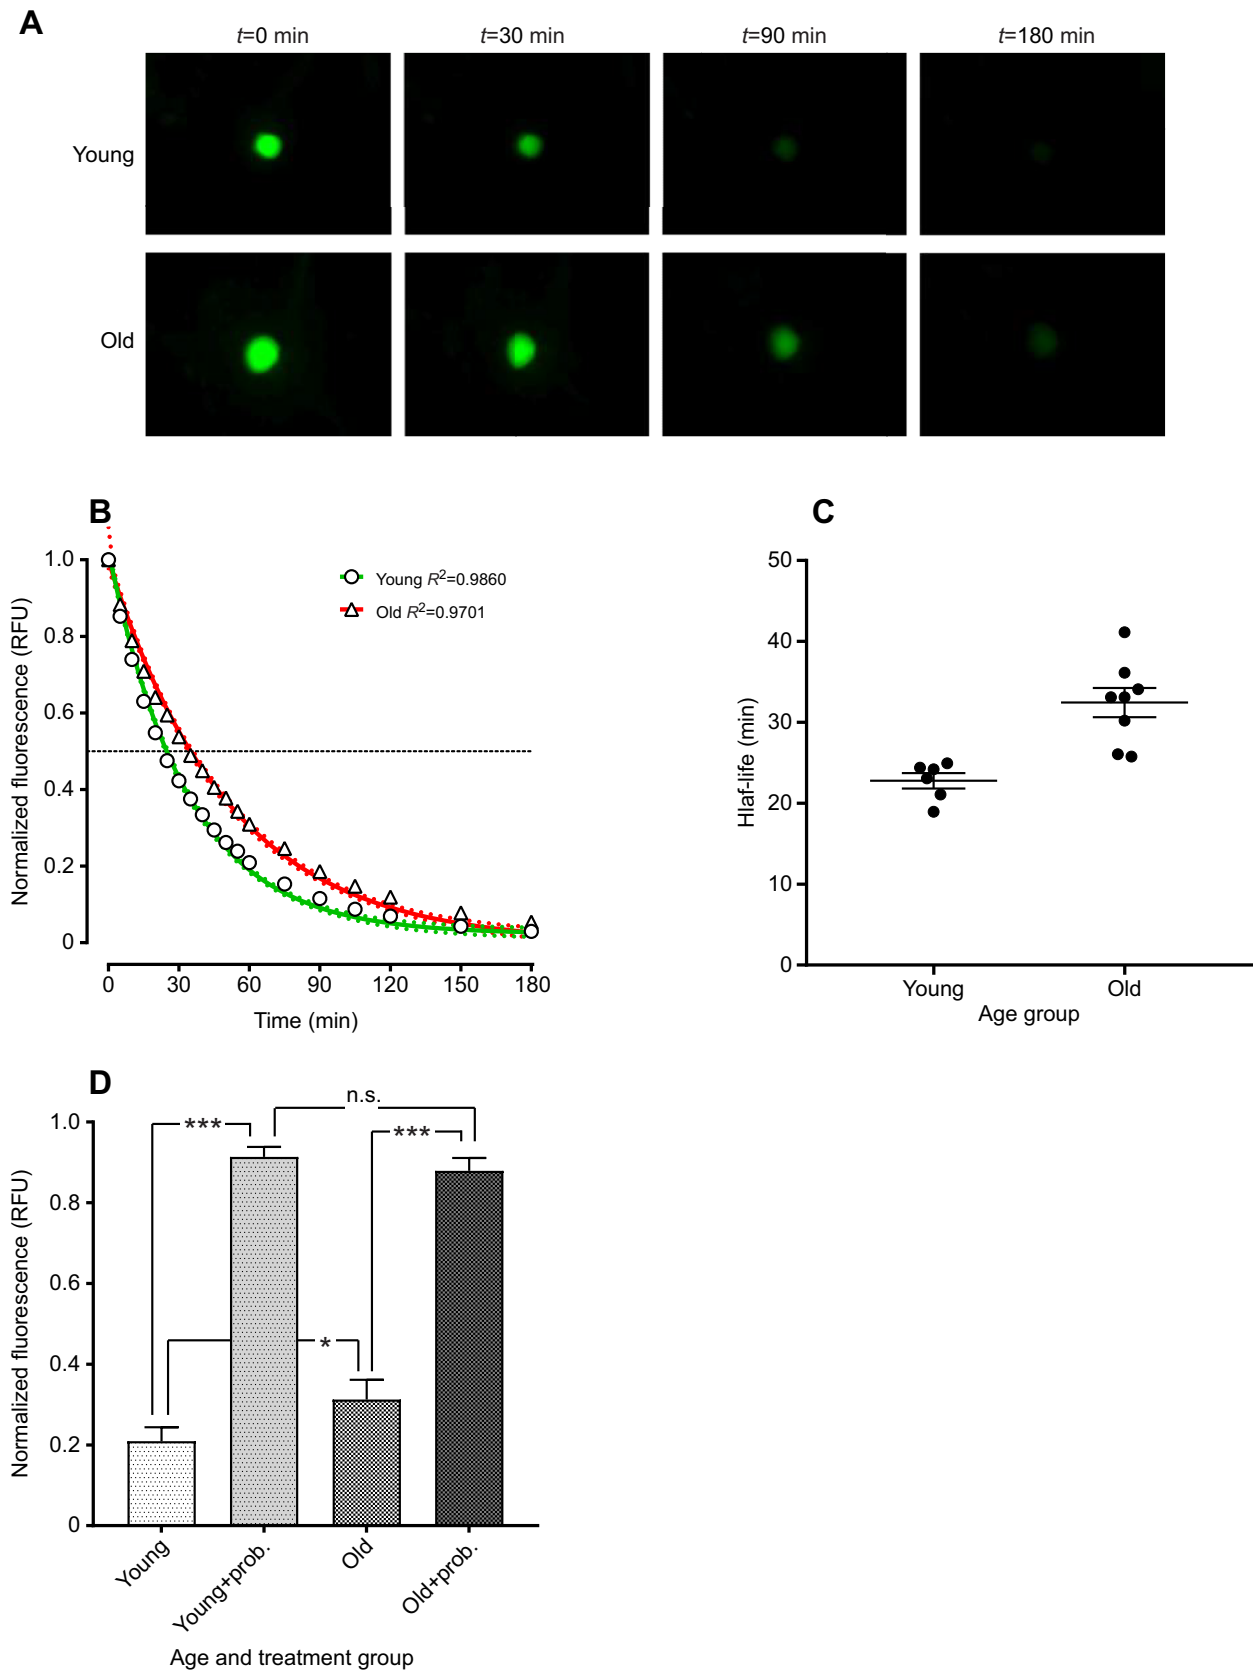 A
t=0 min t=30 min t=90 min t=180 min
Young
Old
B
Normalized fluorescence (RFU)
1.0
0.8
0.6
0.4
0.2
0
Young R²=0.9860
Old R²=0.9701
0 30 60 90 120 150 180
Time (min)
C
Hlaf-life (min)
50
40
30
20
10
0
Young Old
Age group
D
Normalized fluorescence (RFU)
1.0
0.8
0.6
0.4
0.2
0
n.s.
***
***
*
Young
Young+prob.
Old
Old+prob.
Age and treatment group